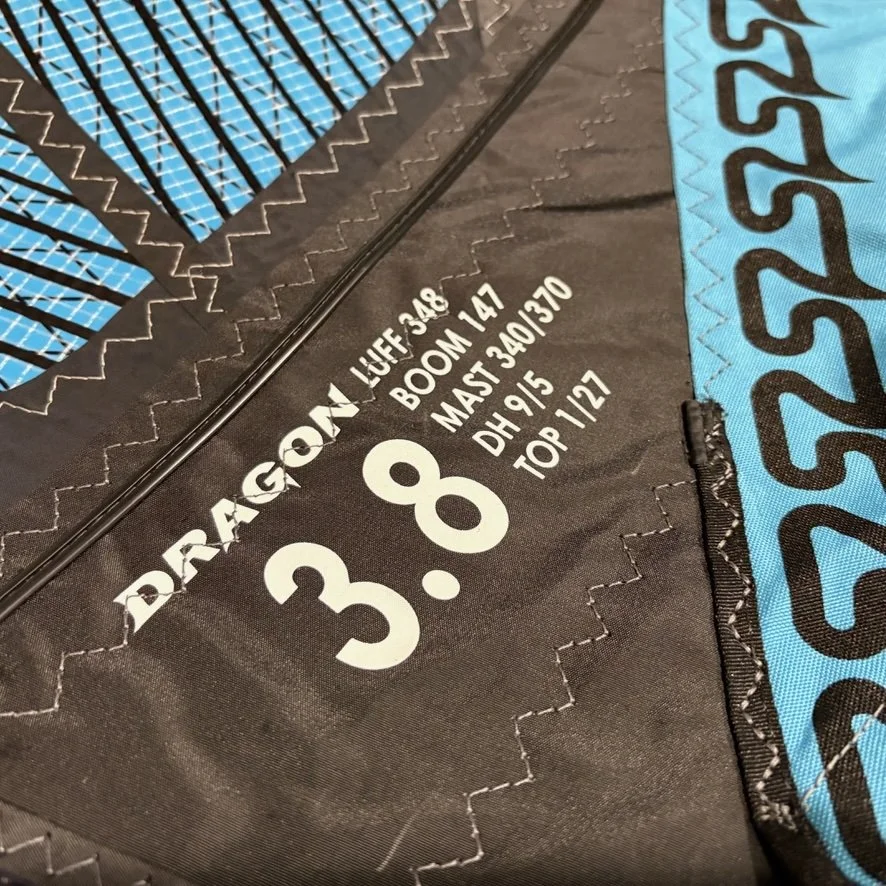 DRAGON
3.8
LUFF 348
BOOM 147
MAST 340/370
DH 9/5
TOP 1/27